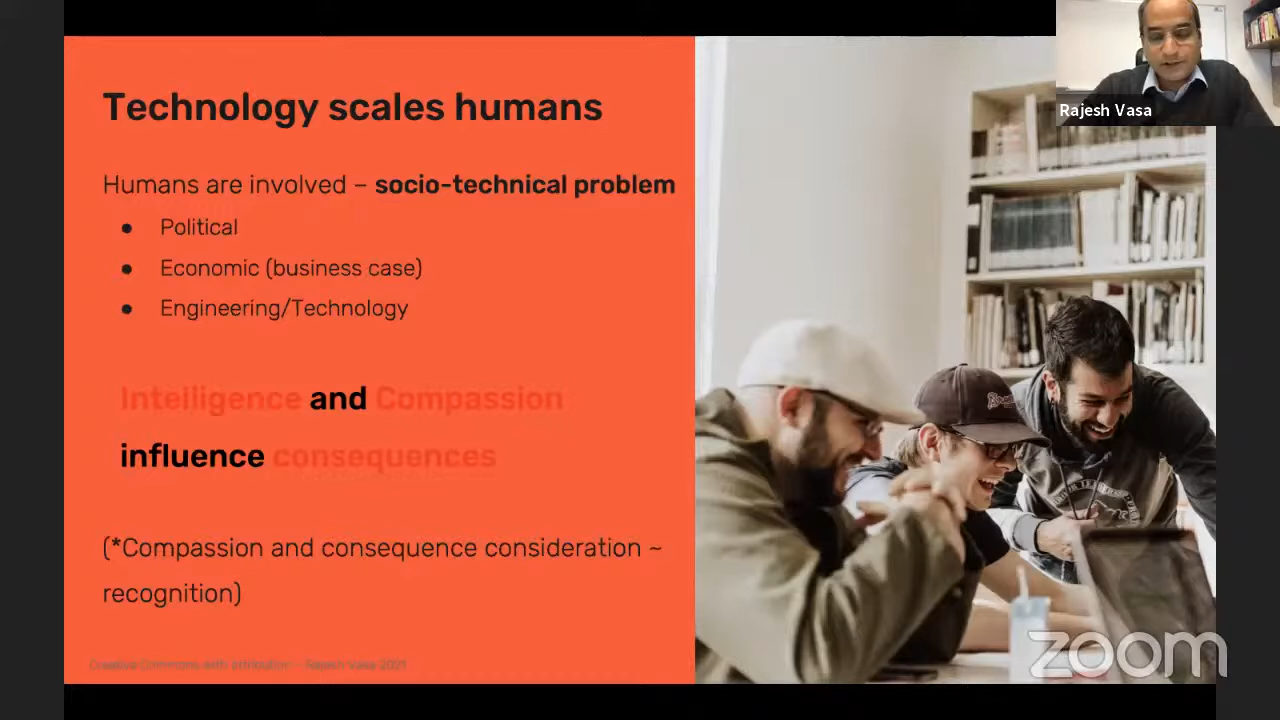 Technology scales humans
Rajesh Vasa
Humans are involved – socio-technical problem
● Political
● Economic (business case)
● Engineering/Technology
Intelligence and Compassion
influence consequences
(*Compassion and consequence consideration ~
recognition)
Creative Commons with attribution – Rajesh Vasa 2021
zoom